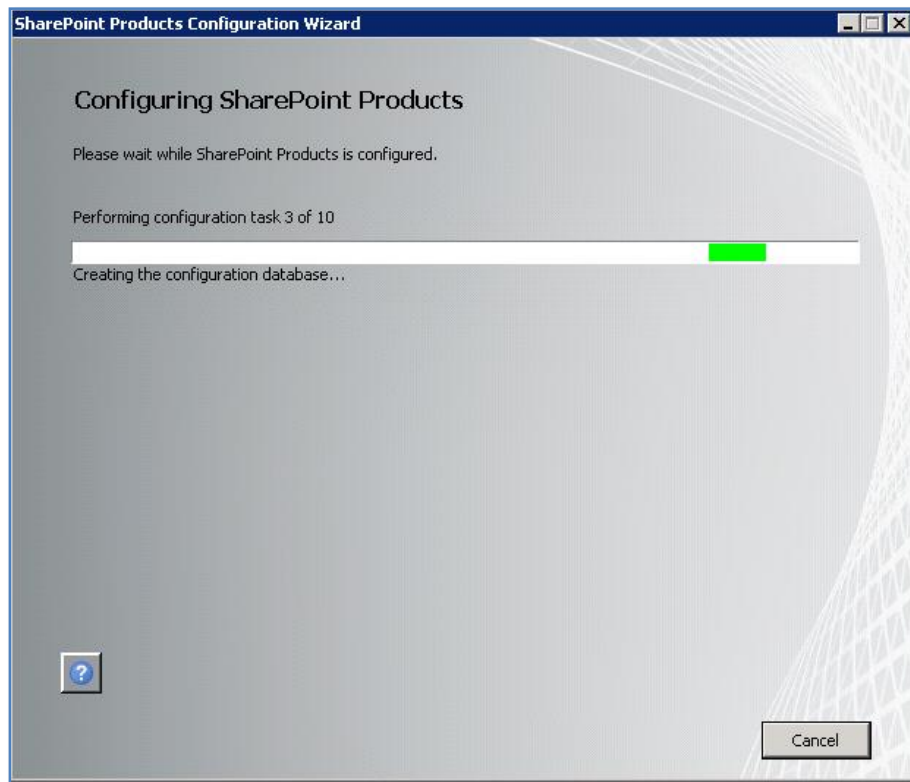 SharePoint Products Configuration Wizard
Configuring SharePoint Products
Please wait while SharePoint Products is configured.
Performing configuration task 3 of 10
Creating the configuration database...
?
Cancel